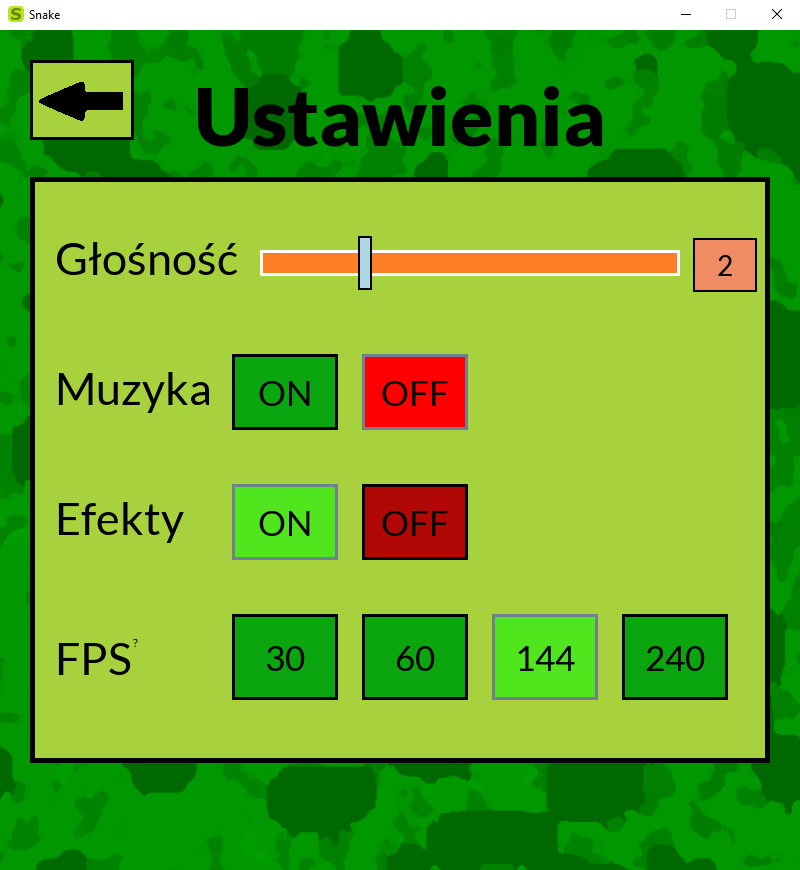 Snake
Ustawienia
Głośność 2
Muzyka ON OFF
Efekty ON OFF
FPS? 30 60 144 240